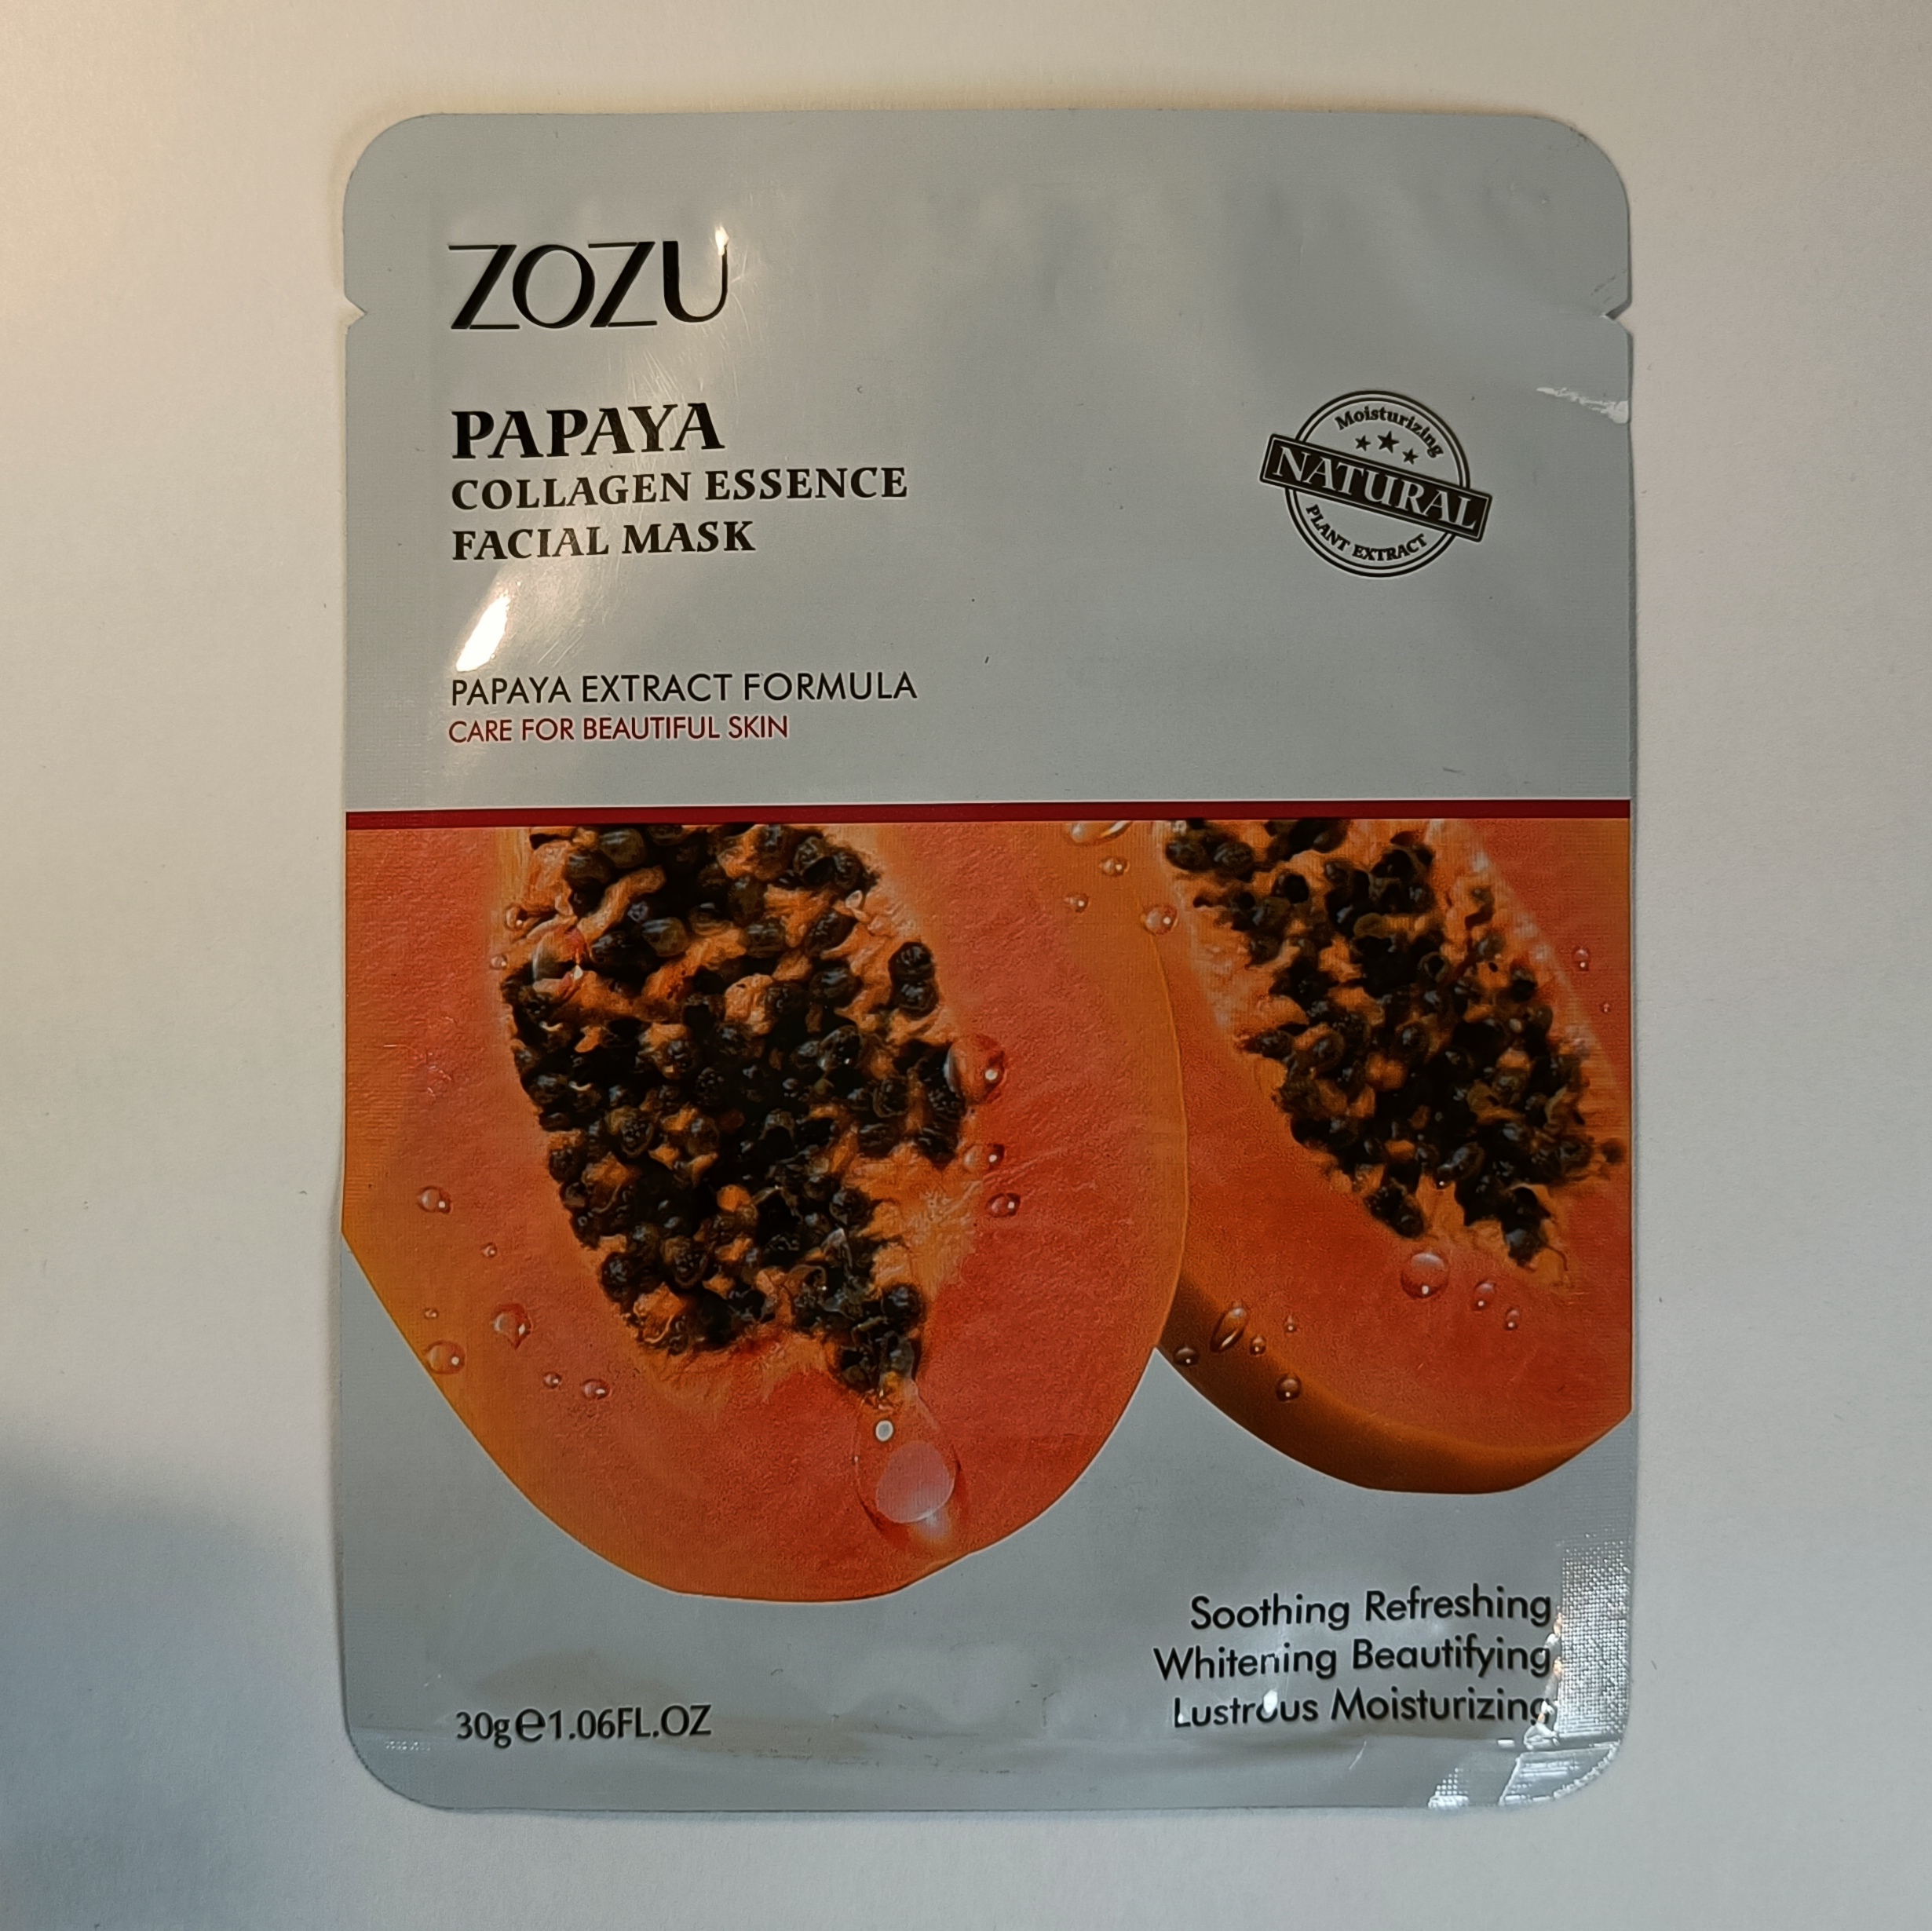 ZOZU
PAPAYA
COLLAGEN ESSENCE
FACIAL MASK
Moisturizing
NATURAL
PLANT EXTRACT
PAPAYA EXTRACT FORMULA
CARE FOR BEAUTIFUL SKIN
Soothing Refreshing
Whitening Beautifying
Lustrous Moisturizing
30g℮1.06FL.OZ